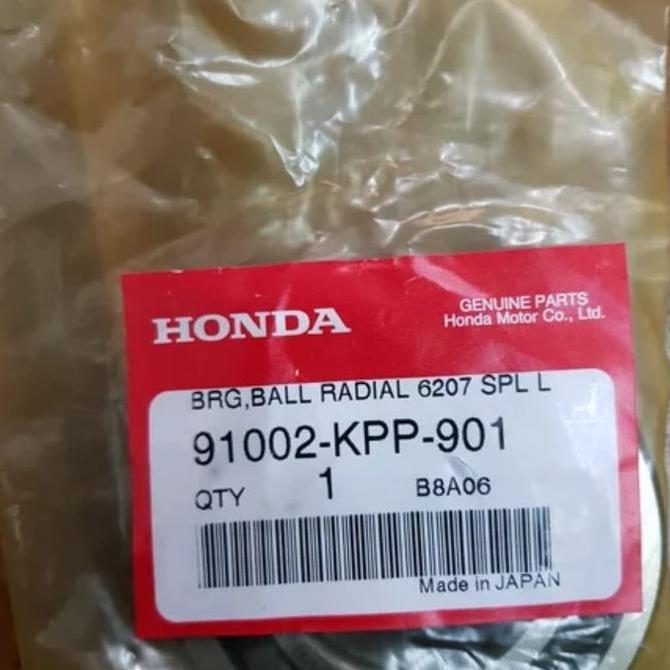 HONDA
GENUINE PARTS
Honda Motor Co., Ltd.
BRG,BALL RADIAL 6207 SPL L
91002-KPP-901
QTY 1 B8A06
Made in JAPAN